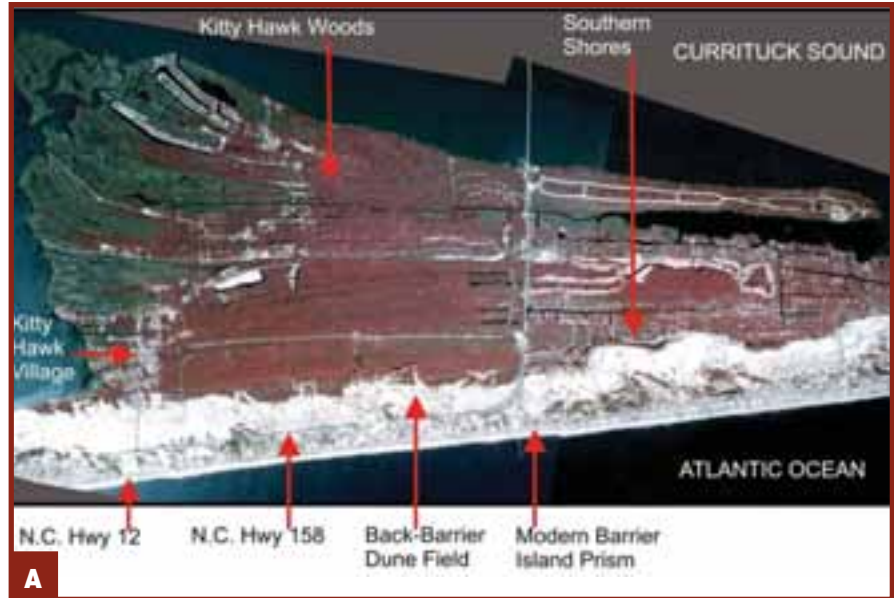 Kitty Hawk Woods
Southern
Shores
CURRITUCK SOUND
Kitty
Hawk
Village
ATLANTIC OCEAN
N.C. Hwy 12
N.C. Hwy 158
Back-Barrier
Dune Field
Modern Barrier
Island Prism
A